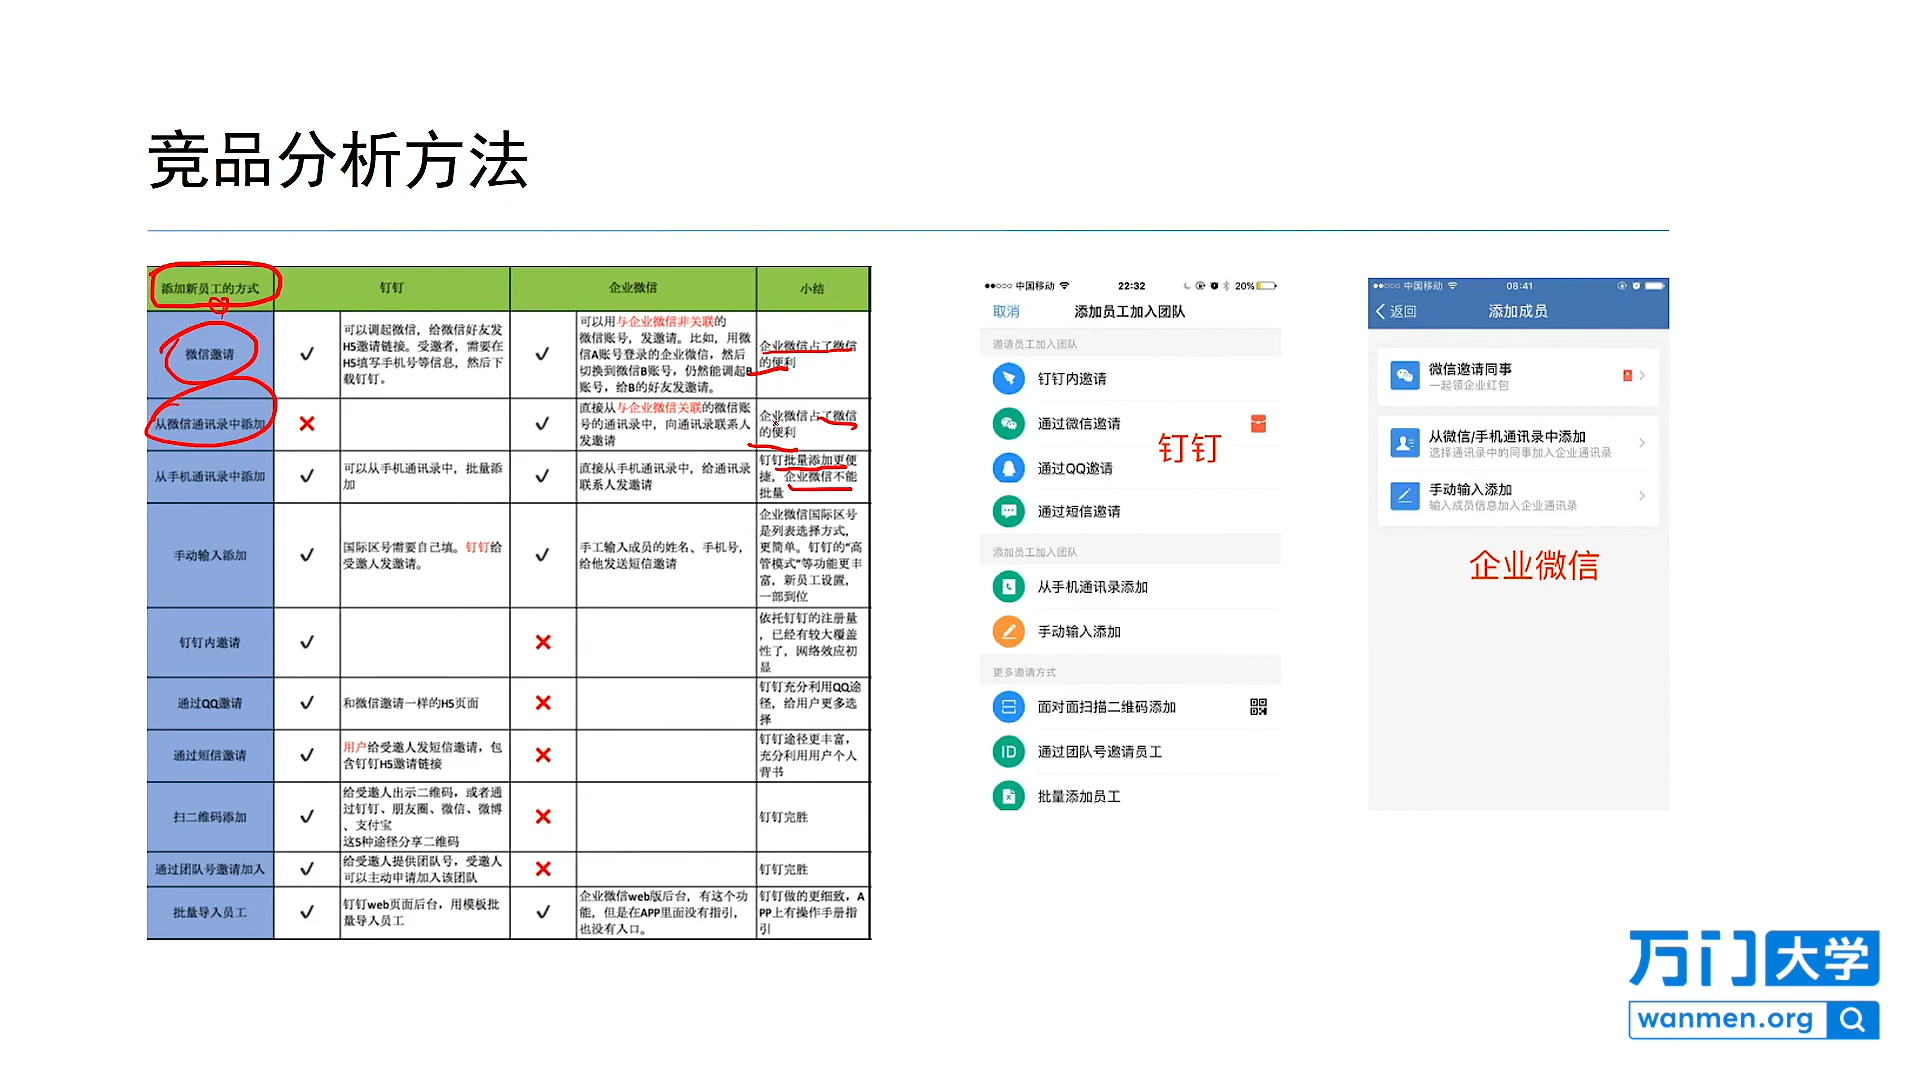 竞品分析方法
添加新员工的方式
钉钉
企业微信
小结
微信邀请
可以调起微信，给微信好友发
H5邀请链接。受邀者，需要在
H5填写手机号等信息，然后下
载钉钉。
可以用与企业微信非关联的
微信账号，发邀请。比如，用微
信A账号登录的企业微信，然后
切换到微信B账号，仍然能调起B
账号，给B的好友发邀请。
企业微信占了微信
的便利
从微信通讯录中添加
直接从与企业微信关联的微信账
号的通讯录中，向通讯录联系人
发邀请
企业微信占了微信
的便利
从手机通讯录中添加
可以从手机通讯录中，批量添
加
直接从手机通讯录中，给通讯录
联系人发邀请
钉钉批量添加更便
捷，企业微信不能
批量
手动输入添加
国际区号需要自己填。钉钉给
受邀人发邀请。
手工输入成员的姓名、手机号，
给他发送短信邀请
企业微信国际区号
是列表选择方式，
更简单。钉钉的“高
管模式”等功能更丰
富，新员工设置，
一部到位
钉钉内邀请
依托钉钉的注册量
，已经有较大覆盖
性了，网络效应初
显
通过QQ邀请
和微信邀请一样的H5页面
钉钉充分利用QQ途
径，给用户更多选
择
通过短信邀请
用户给受邀人发短信邀请，包
含钉钉H5邀请链接
钉钉途径更丰富，
充分利用用户个人
背书
扫二维码添加
给受邀人出示二维码，或者通
过钉钉、朋友圈、微信、微博
、支付宝
这5种途径分享二维码
钉钉完胜
通过团队号邀请加入
给受邀人提供团队号，受邀人
可以主动申请加入该团队
钉钉完胜
批量导入员工
钉钉web页面后台，用模板批
量导入员工
企业微信web版后台，有这个功
能，但是在APP里面没有指引，
也没有入口。
钉钉做的更细致，A
PP上有操作手册指
引
中国移动
22:32
20%
取消
添加员工加入团队
邀请员工加入团队
钉钉内邀请
通过微信邀请
钉钉
通过QQ邀请
通过短信邀请
添加员工加入团队
从手机通讯录添加
手动输入添加
更多邀请方式
面对面扫描二维码添加
ID
通过团队号邀请员工
批量添加员工
中国移动
08:41
返回
添加成员
微信邀请同事
一起领企业红包
从微信/手机通讯录中添加
选择通讯录中的同事加入企业通讯录
手动输入添加
输入成员信息加入企业通讯录
企业微信
万门大学
wanmen.org